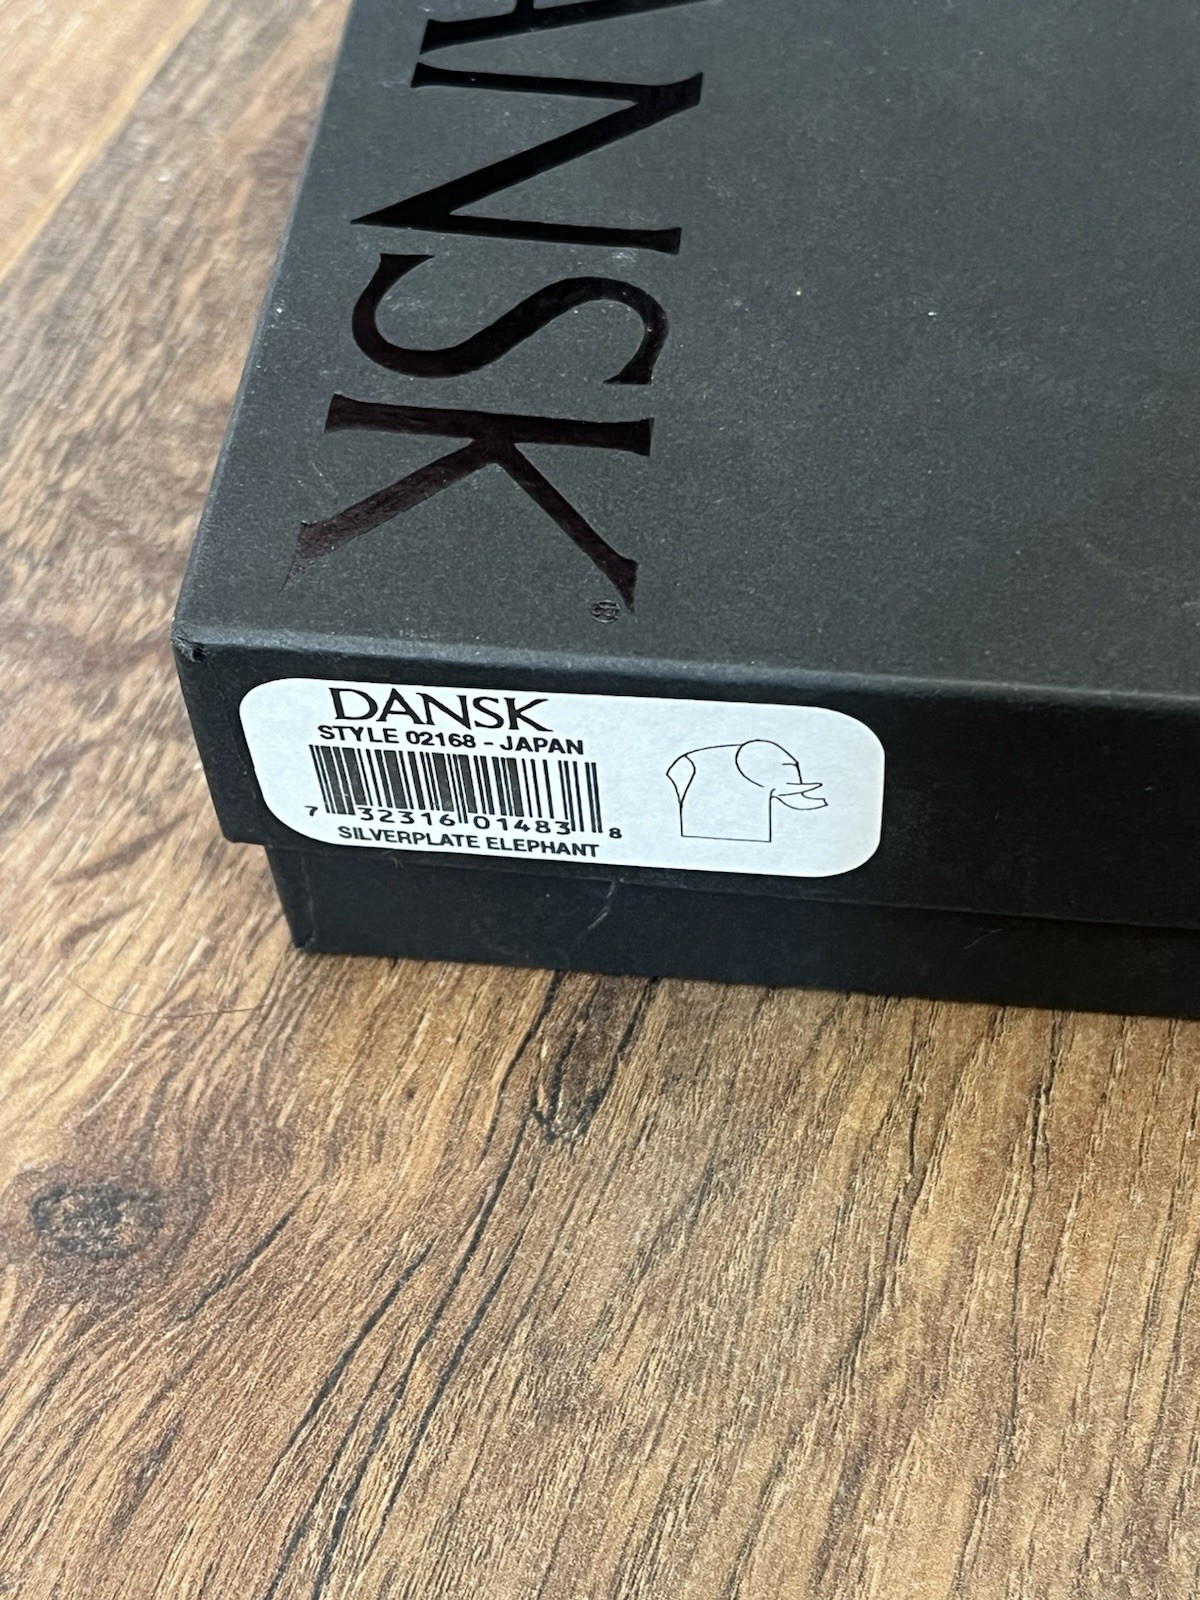 ANSK®
DANSK
STYLE 02168 - JAPAN
7 32316 01483 8
SILVERPLATE ELEPHANT